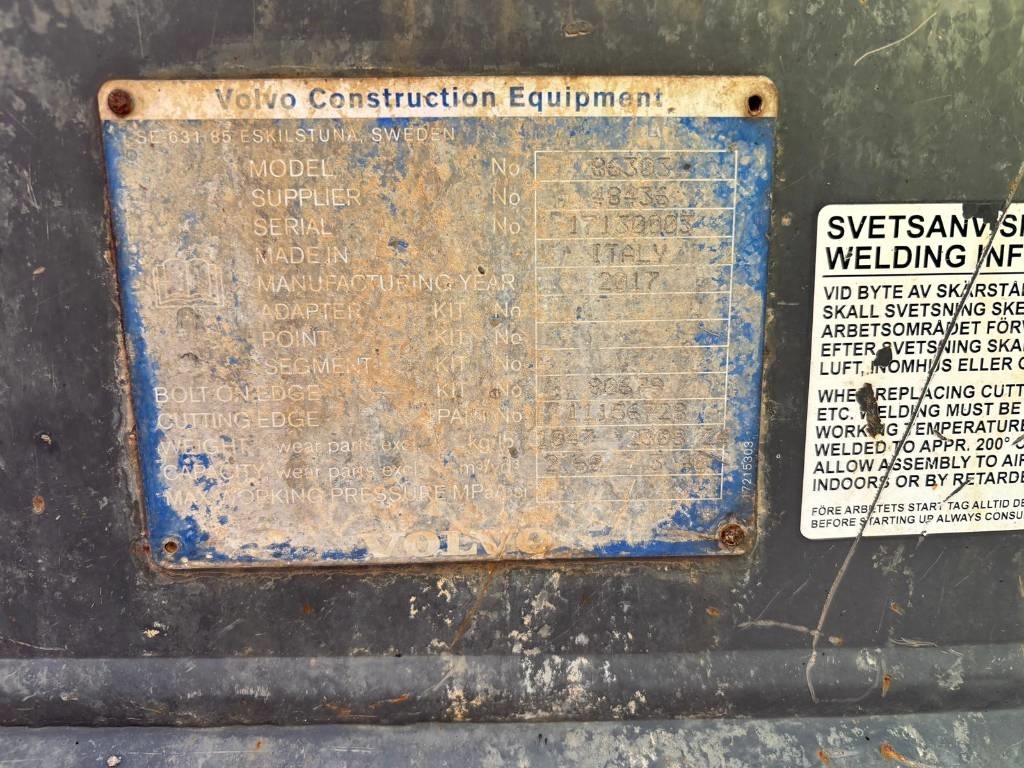 Volvo Construction Equipment
SE-631 85 ESKILSTUNA, SWEDEN
MODEL No 86303
SUPPLIER No 48436
SERIAL No 17130003
MADE IN ITALY
MANUFACTURING YEAR 2017
ADAPTER KIT No
POINT KIT No
SEGMENT KIT No
BOLT-ON EDGE KIT No
CUTTING EDGE PART No
WEIGHT, wear parts excl. kg/lb
CAPACITY, wear parts excl.
MAX WORKING PRESSURE MPa/psi
VOLVO
SVETSANVIS
WELDING INF
VID BYTE AV SKÄRSTÅ
SKALL SVETSNING SKE
ARBETSOMRÅDET FÖRV
EFTER SVETSNING SKA
LUFT, INOMHUS ELLER
WHEN REPLACING CUTT
ETC. WELDING MUST BE
WORKING TEMPERATURE
WELDED TO APPR. 200°
ALLOW ASSEMBLY TO AIR
INDOORS OR BY RETARDE
FÖRE ARBETETS START TAG ALLTID DE
BEFORE STARTING UP ALWAYS CONSU